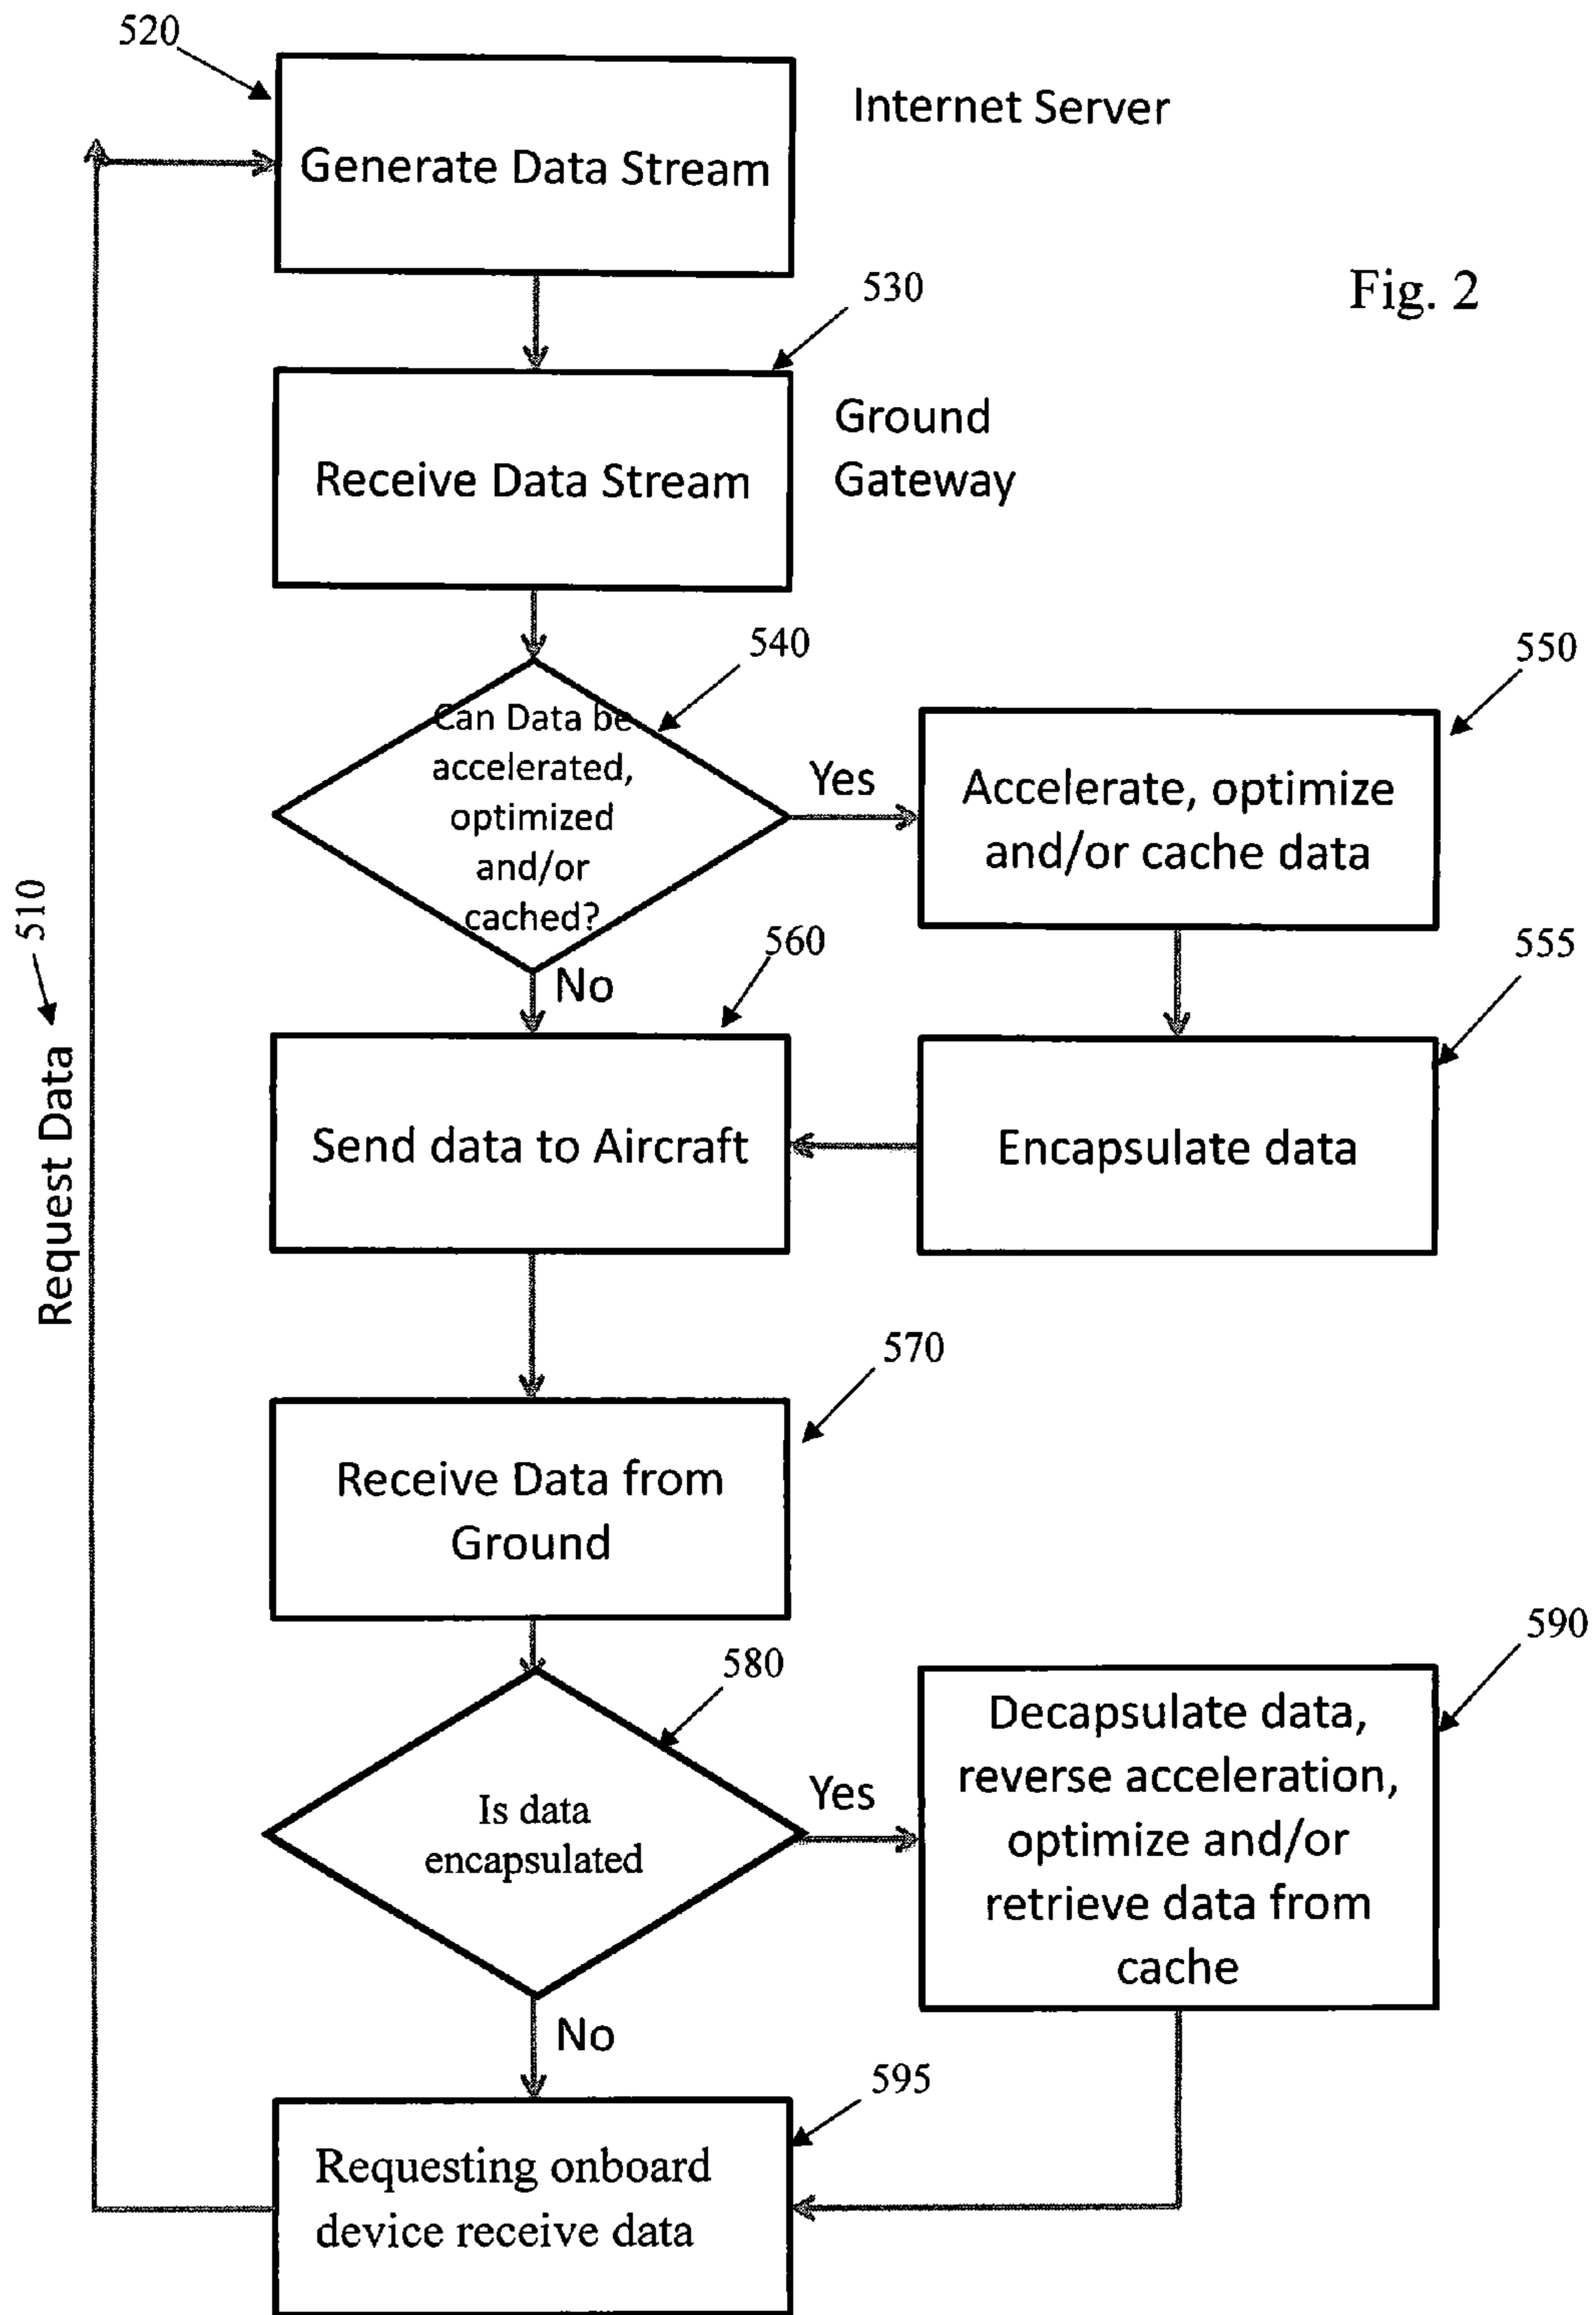 520
Internet Server
Generate Data Stream
530
Fig. 2
Ground
Gateway
Receive Data Stream
540
550
Can Data be
accelerated,
optimized
and/or
cached?
Yes
Accelerate, optimize
and/or cache data
510
Request Data
No
560
555
Send data to Aircraft
Encapsulate data
570
Receive Data from
Ground
580
590
Is data
encapsulated
Yes
Decapsulate data,
reverse acceleration,
optimize and/or
retrieve data from
cache
No
595
Requesting onboard
device receive data